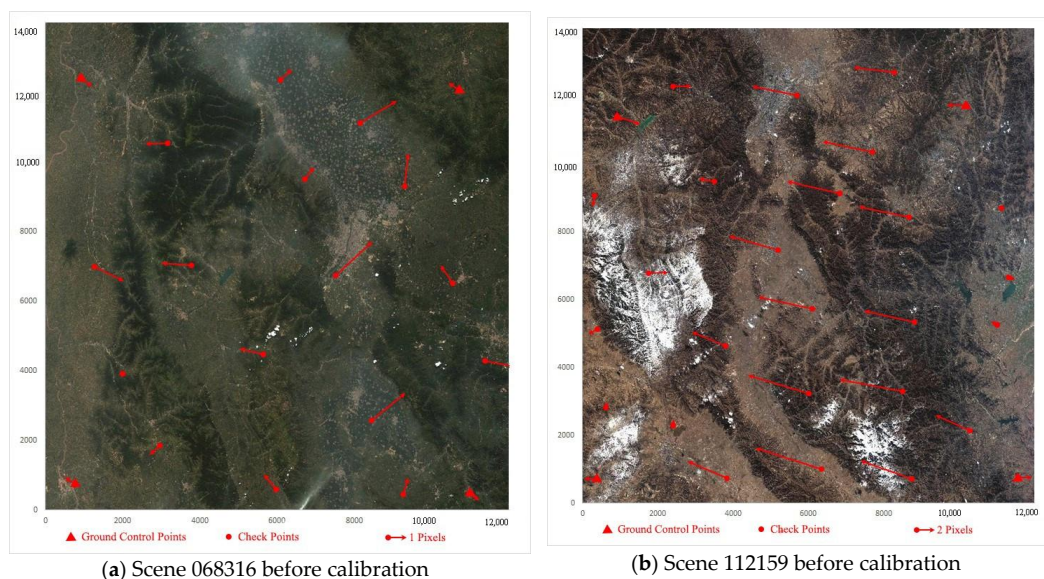 14,000
12,000
10,000
8000
6000
4000
2000
0
0 2000 4000 6000 8000 10,000 12,000
Ground Control Points Check Points 1 Pixels
(a) Scene 068316 before calibration
14,000
12,000
10,000
8000
6000
4000
2000
0
0 2000 4000 6000 8000 10,000 12,000
Ground Control Points Check Points 2 Pixels
(b) Scene 112159 before calibration